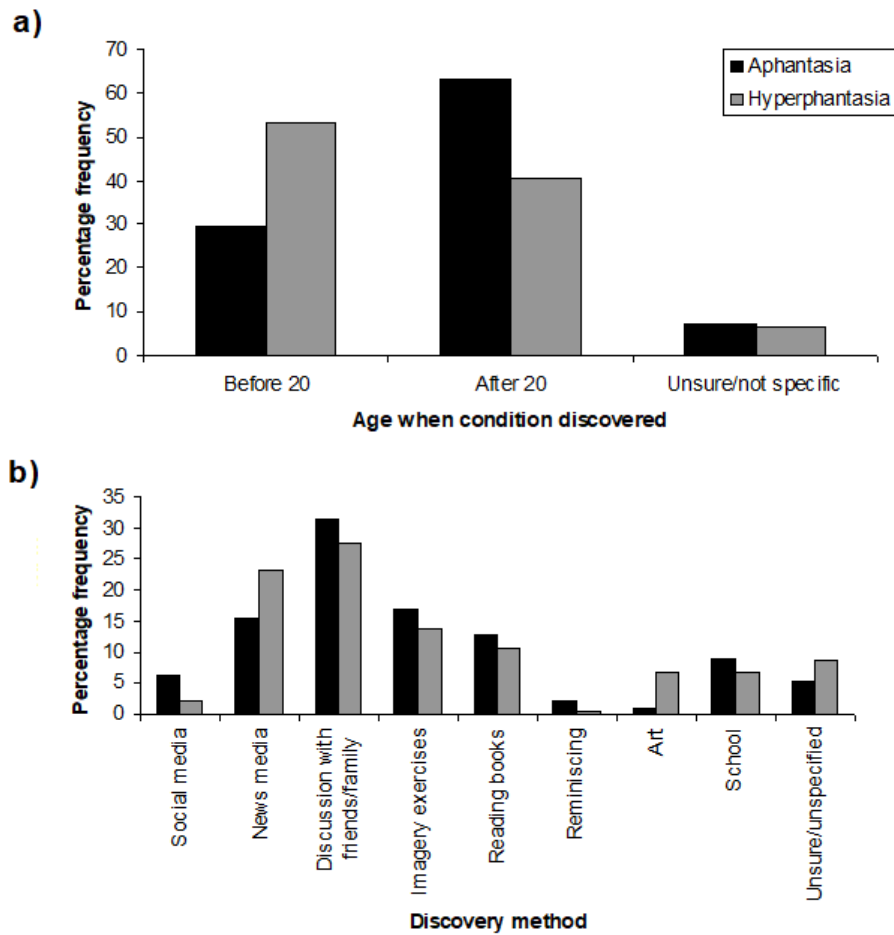 a)
70
60
50
40
30
20
10
0
Percentage frequency
Aphantasia
Hyperphantasia
Before 20
After 20
Unsure/not specific
Age when condition discovered
b)
35
30
25
20
15
10
5
0
Percentage frequency
Social media
News media
Discussion with
friends/family
Imagery exercises
Reading books
Reminiscing
Art
School
Unsure/unspecified
Discovery method